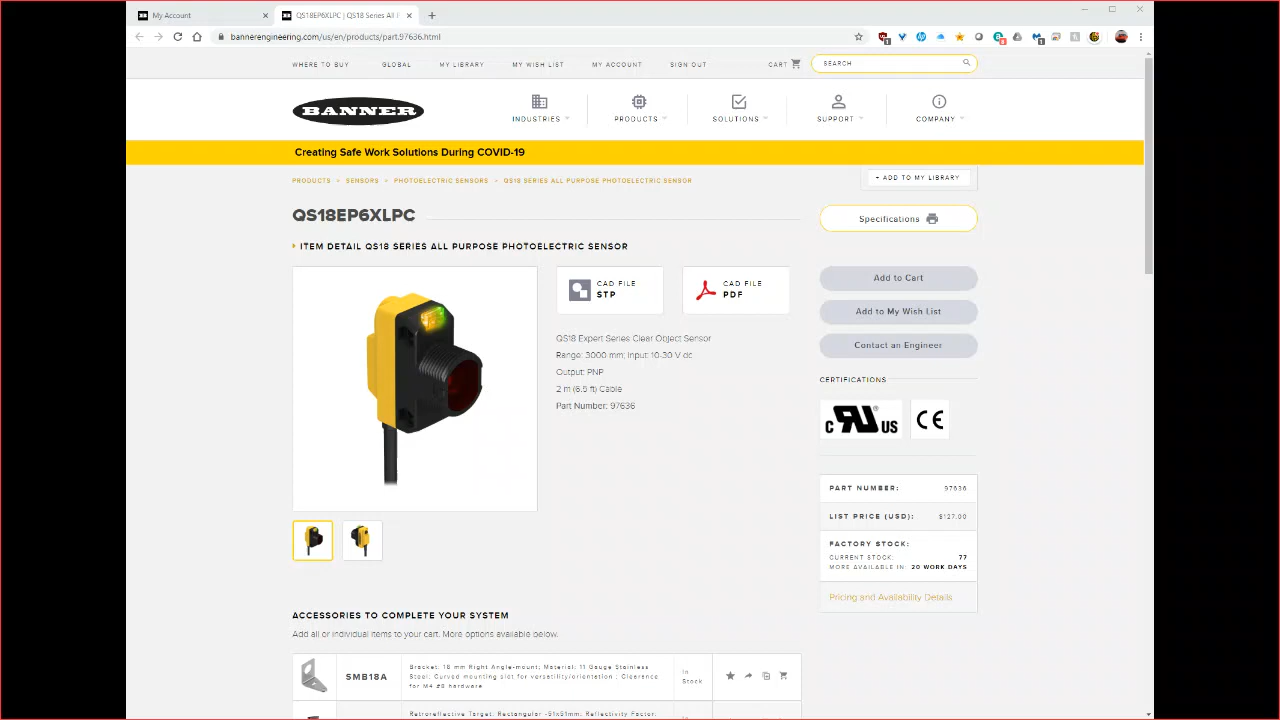 My Account
QS18EP6XLPC | QS18 Series All P
bannerengineering.com/us/en/products/part.97636.html
WHERE TO BUY
GLOBAL
MY LIBRARY
MY WISH LIST
MY ACCOUNT
SIGN OUT
CART
SEARCH
BANNER
INDUSTRIES
PRODUCTS
SOLUTIONS
SUPPORT
COMPANY
Creating Safe Work Solutions During COVID-19
PRODUCTS > SENSORS > PHOTOELECTRIC SENSORS > QS18 SERIES ALL PURPOSE PHOTOELECTRIC SENSOR
+ ADD TO MY LIBRARY
QS18EP6XLPC
Specifications
ITEM DETAIL QS18 SERIES ALL PURPOSE PHOTOELECTRIC SENSOR
CAD FILE
STP
CAD FILE
PDF
QS18 Expert Series Clear Object Sensor
Range: 3000 mm; Input: 10-30 V dc
Output: PNP
2 m (6.5 ft) Cable
Part Number: 97636
Add to Cart
Add to My Wish List
Contact an Engineer
CERTIFICATIONS
c RU ® US
CE
PART NUMBER: 97636
LIST PRICE (USD): $127.00
FACTORY STOCK:
CURRENT STOCK: 77
MORE AVAILABLE IN: 20 WORK DAYS
Pricing and Availability Details
ACCESSORIES TO COMPLETE YOUR SYSTEM
Add all or individual items to your cart. More options available below.
SMB18A
Bracket: 18 mm Right Angle-mount; Material: 11 Gauge Stainless
Steel; Curved mounting slot for versatility/orientation ; Clearance
for M4 #8 hardware
In
Stock
Retroreflective Target, Rectangular -51x51mm, Reflectivity Factor,